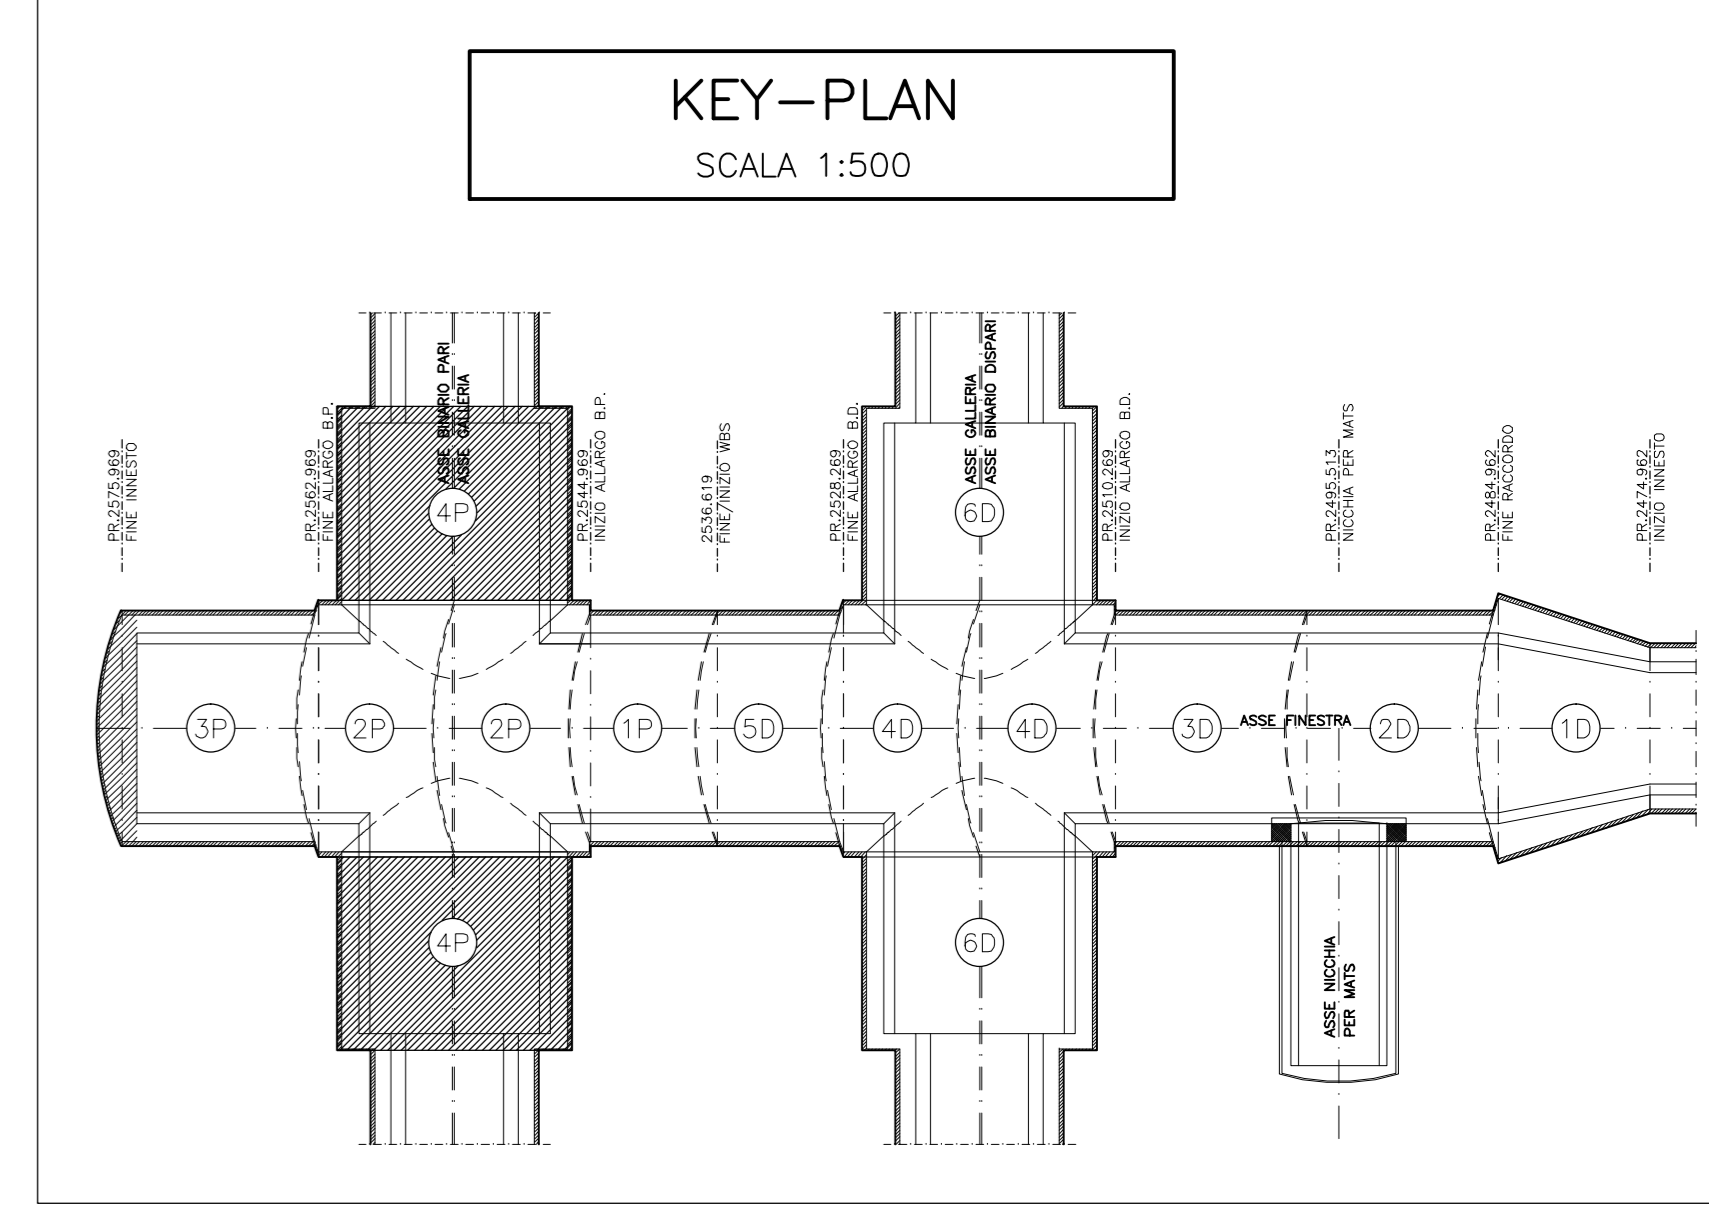 KEY–PLAN
SCALA 1:500
PR.2575.969
FINE INNESTO
PR.2562.969
FINE ALLARGO B.P.
ASSE BINARIO PARI
ASSE GALLERIA
PR.2544.969
INIZIO ALLARGO B.P.
2536.619
FINE/INIZIO WBS
PR.2528.269
FINE ALLARGO B.D.
ASSE GALLERIA
ASSE BINARIO DISPARI
PR.2510.269
INIZIO ALLARGO B.D.
PR.2495.513
NICCHIA PER MATS
PR.2484.962
FINE RACCORDO
PR.2474.962
INIZIO INNESTO
4P
6D
3P
2P
2P
1P
5D
4D
4D
3D
ASSE FINESTRA
2D
1D
4P
6D
ASSE NICCHIA
PER MATS